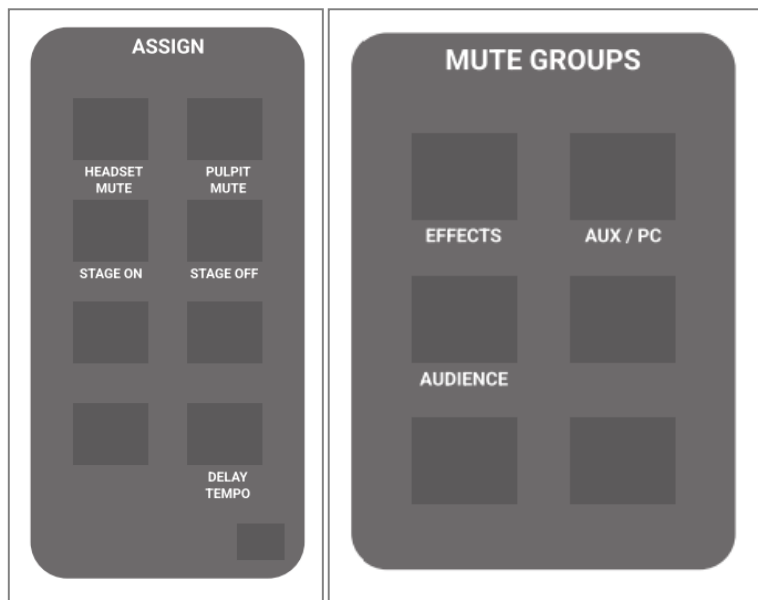 ASSIGN
HEADSET
MUTE
PULPIT
MUTE
STAGE ON
STAGE OFF
DELAY
TEMPO
MUTE GROUPS
EFFECTS
AUX / PC
AUDIENCE